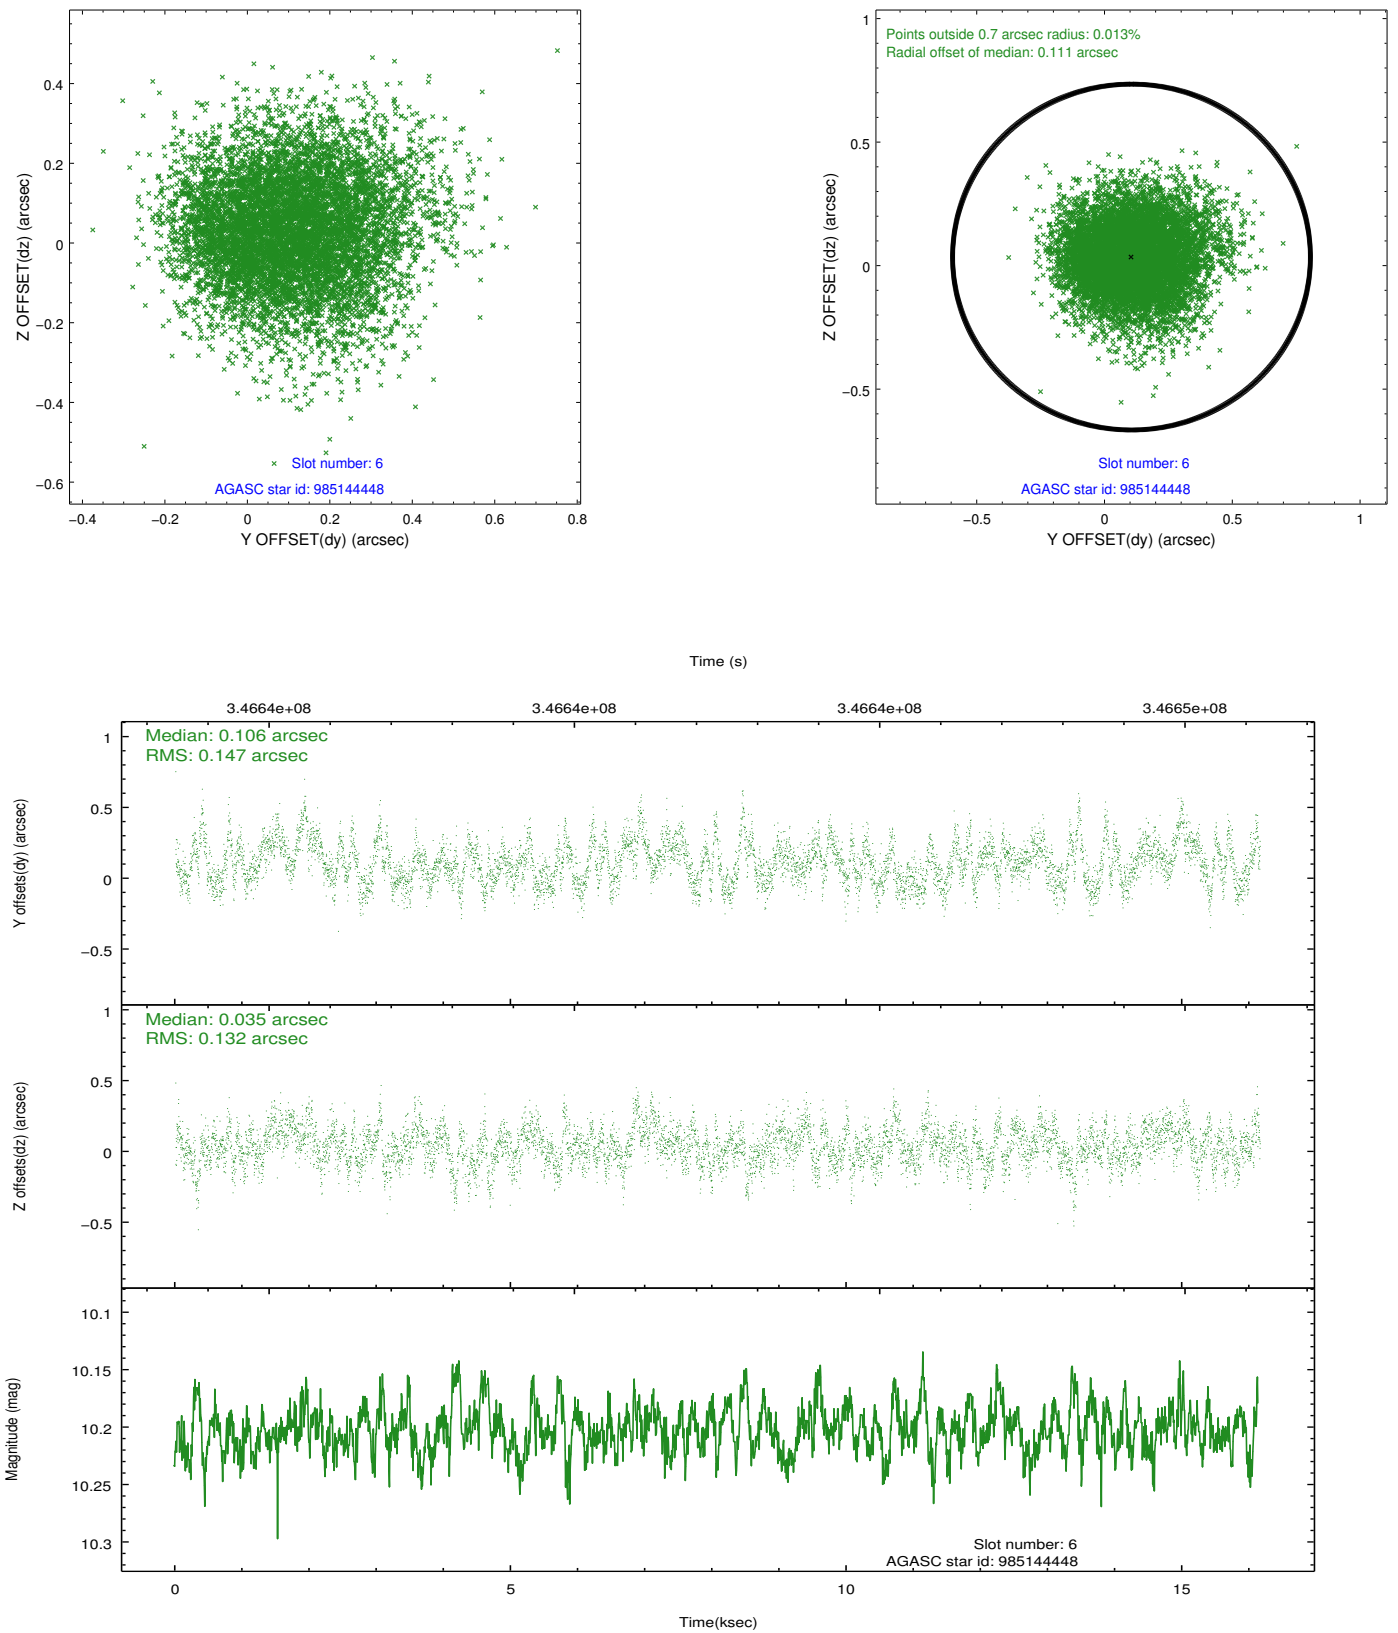 0.4
0.2
0
−0.2
−0.4
−0.6
Z OFFSET(dz) (arcsec)
Slot number: 6
AGASC star id: 985144448
−0.4
−0.2
0
0.2
0.4
0.6
0.8
Y OFFSET(dy) (arcsec)
Points outside 0.7 arcsec radius: 0.013%
Radial offset of median: 0.111 arcsec
1
0.5
0
−0.5
Z OFFSET(dz) (arcsec)
Slot number: 6
AGASC star id: 985144448
−0.5
0
0.5
1
Y OFFSET(dy) (arcsec)
Time (s)
3.4664e+08
3.4664e+08
3.4664e+08
3.4665e+08
Median: 0.106 arcsec
RMS: 0.147 arcsec
1
0.5
0
−0.5
Y offsets(dy) (arcsec)
Median: 0.035 arcsec
RMS: 0.132 arcsec
1
0.5
0
−0.5
Z offsets(dz) (arcsec)
10.1
10.15
10.2
10.25
10.3
Magnitude (mag)
Slot number: 6
AGASC star id: 985144448
0
5
10
15
Time(ksec)